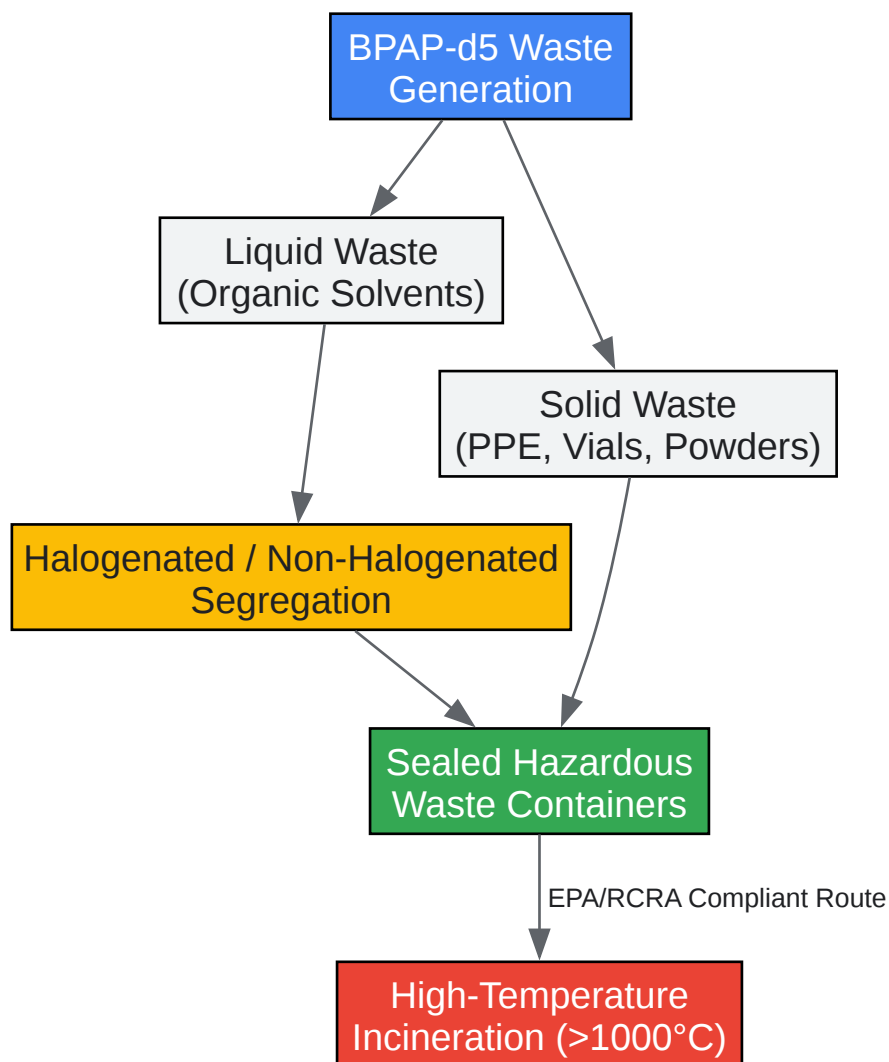 BPAP-d5 Waste
Generation
Liquid Waste
(Organic Solvents)
Solid Waste
(PPE, Vials, Powders)
Halogenated / Non-Halogenated
Segregation
Sealed Hazardous
Waste Containers
EPA/RCRA Compliant Route
High-Temperature
Incineration (>1000°C)